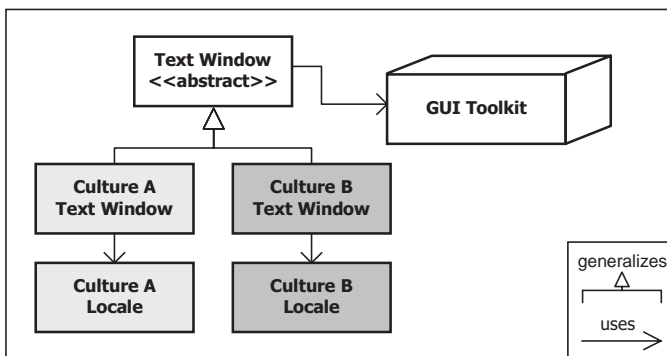 Text Window
<<abstract>>
GUI Toolkit
Culture A
Text Window
Culture B
Text Window
Culture A
Locale
Culture B
Locale
generalizes
uses